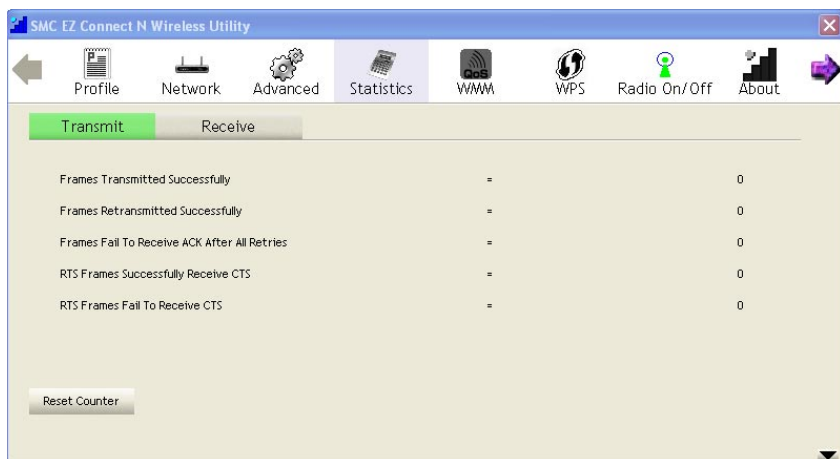 SMC EZ Connect N Wireless Utility
P
QoS
Profile Network Advanced Statistics WMM WPS Radio On/Off About
Transmit Receive
Frames Transmitted Successfully = 0
Frames Retransmitted Successfully = 0
Frames Fail To Receive ACK After All Retries = 0
RTS Frames Successfully Receive CTS = 0
RTS Frames Fail To Receive CTS = 0
Reset Counter